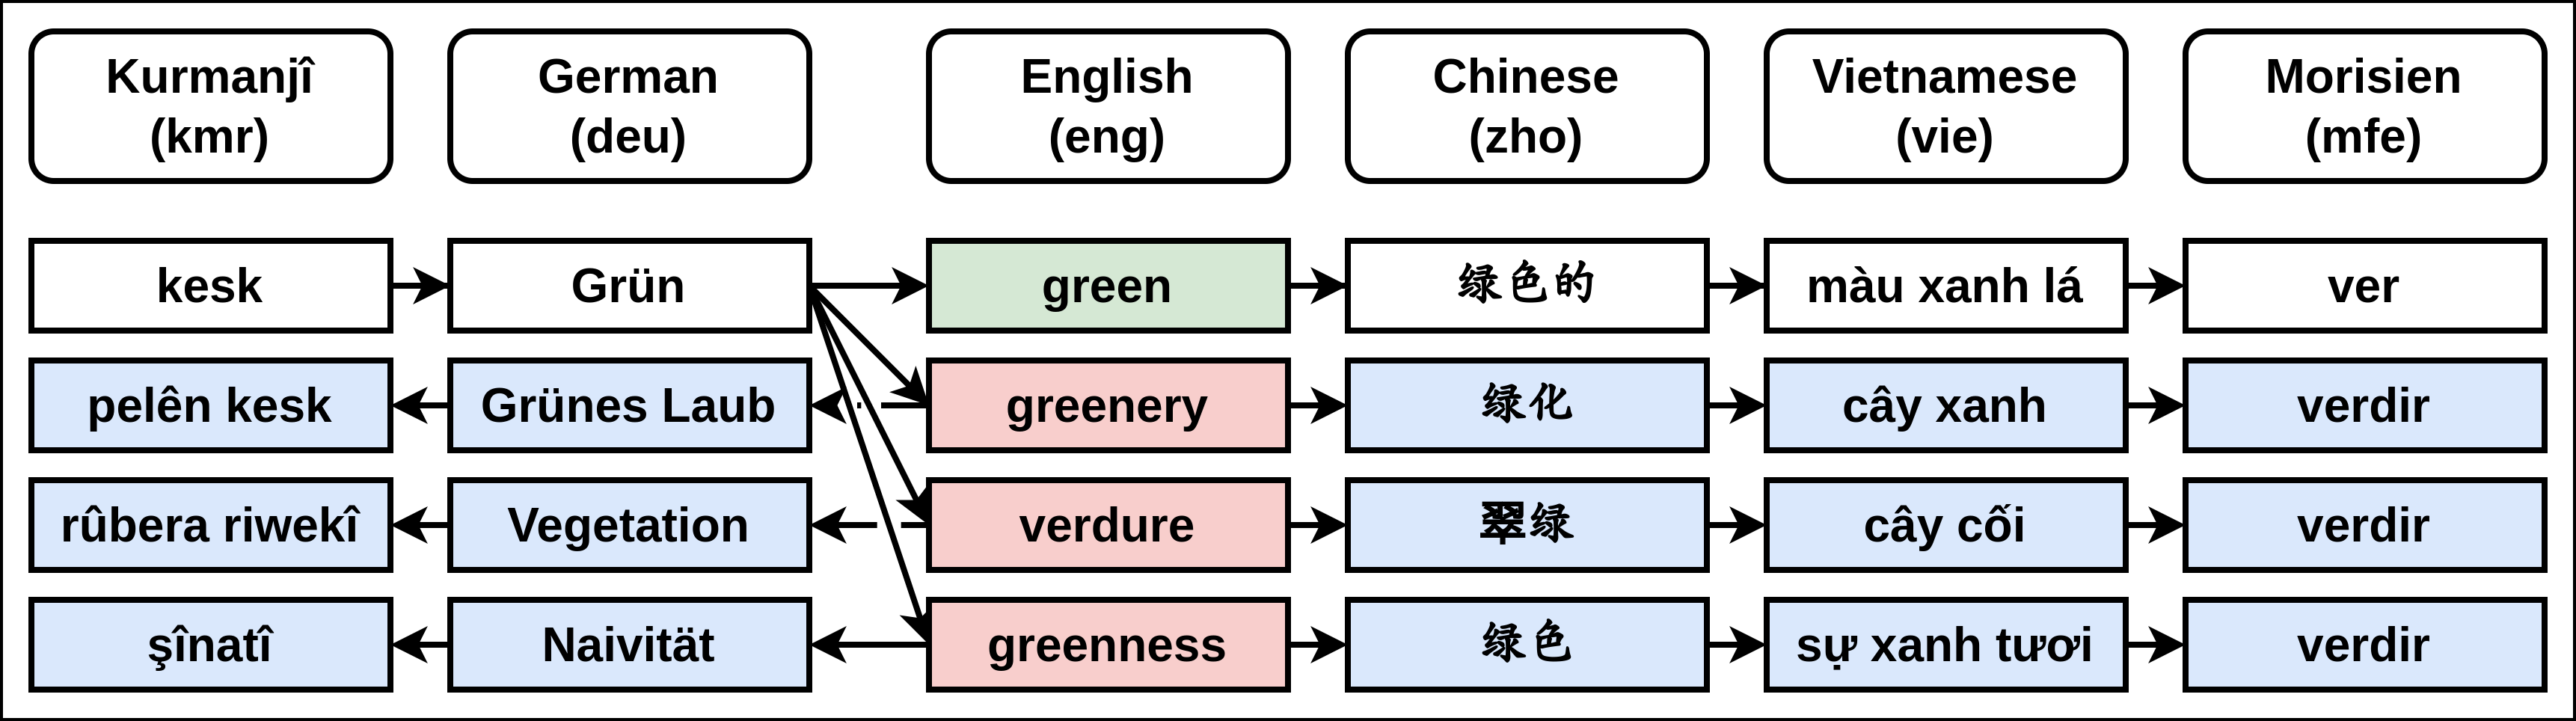 Kurmanjî
(kmr)
German
(deu)
English
(eng)
Chinese
(zho)
Vietnamese
(vie)
Morisien
(mfe)
kesk
Grün
green
绿色的
màu xanh lá
ver
pelên kesk
Grünes Laub
greenery
绿化
cây xanh
verdir
rûbera riwekî
Vegetation
verdure
翠绿
cây cối
verdir
şînatî
Naivität
greenness
绿色
sự xanh tươi
verdir